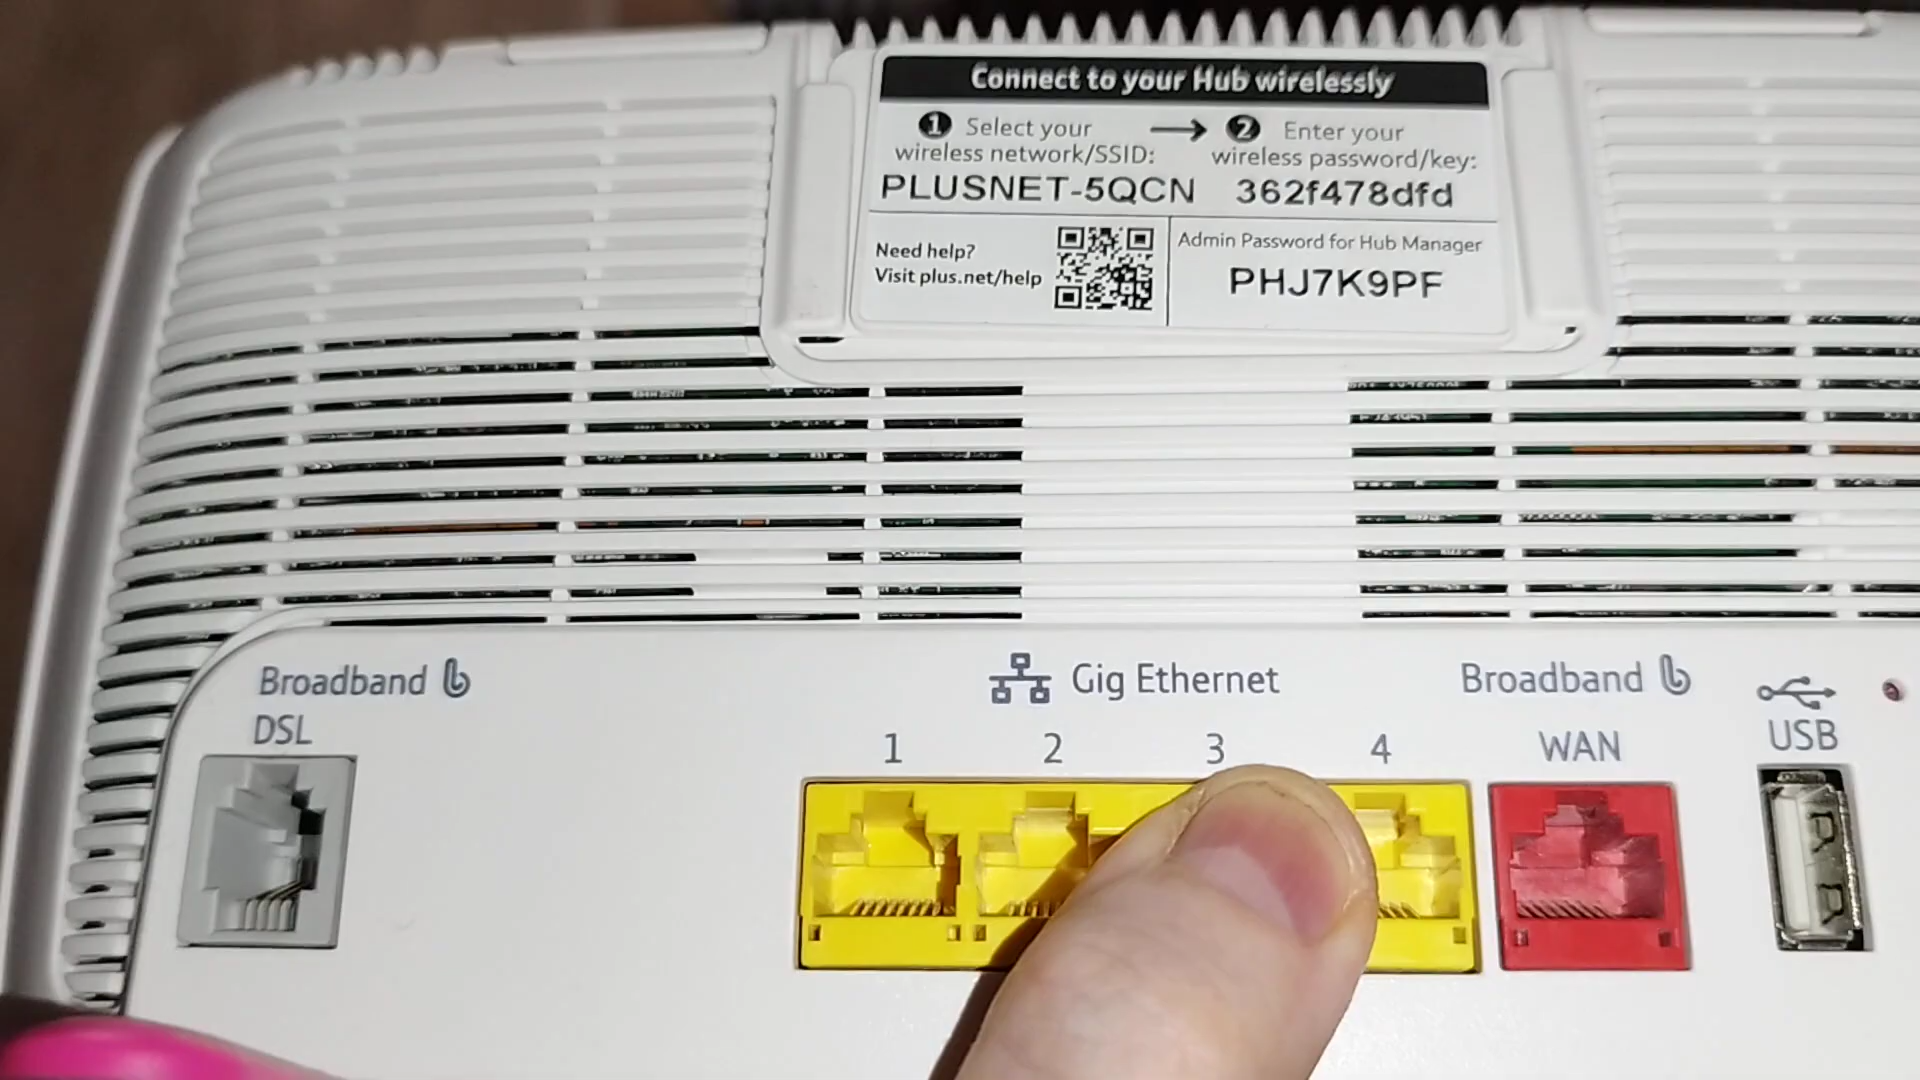 Connect to your Hub wirelessly
1 Select your → 2 Enter your
wireless network/SSID: wireless password/key:
PLUSNET-5QCN 362f478dfd
Need help? Admin Password for Hub Manager
Visit plus.net/help PHJ7K9PF
Broadband Gig Ethernet Broadband
DSL 1 2 3 4 WAN USB